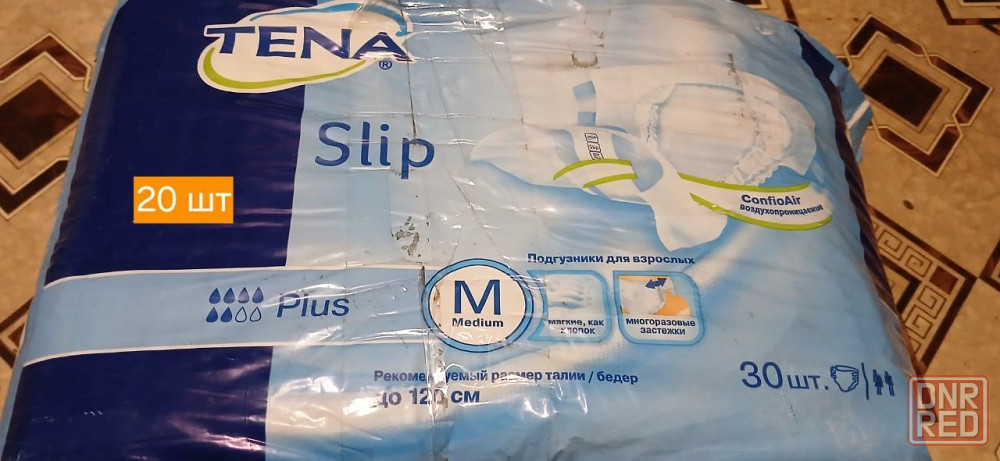 TENA
®
Slip
20 шт
ConfioAir
воздухопроницаемые
Подгузники для взрослых
Plus
M
Medium
мягкие, как
хлопок
многоразовые
застежки
Рекомендуемый размер талии / бедер
до 120 см
30 шт.
DNR
RED